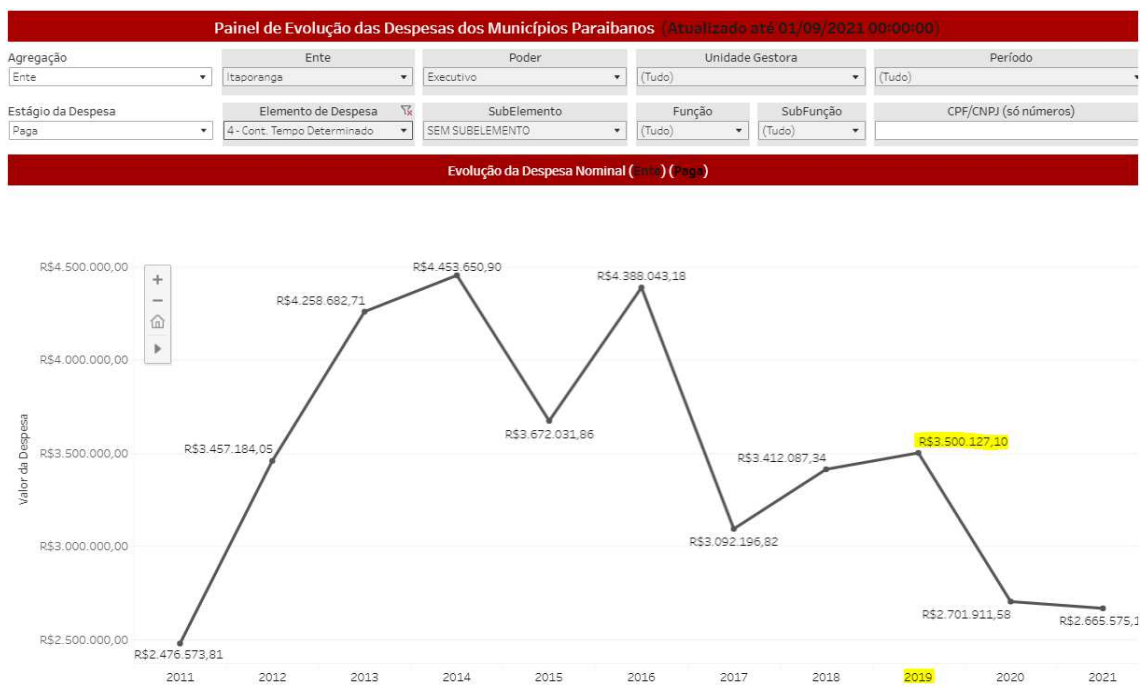 Painel de Evolução das Despesas dos Municípios Paraibanos (Atualizado até 01/09/2021 00:00:00)
Agregação Ente Poder Unidade Gestora Período
Ente Itaporanga Executivo (Tudo) (Tudo)
Estágio da Despesa Elemento de Despesa SubElemento Função SubFunção CPF/CNPJ (só números)
Paga 4 - Cont. Tempo Determinado SEM SUBELEMENTO (Tudo) (Tudo)
Evolução da Despesa Nominal (Ente) (Paga)
R$4.500.000,00
R$4.000.000,00
R$3.500.000,00
R$3.000.000,00
R$2.500.000,00
Valor da Despesa
R$2.476.573,81
R$3.457.184,05
R$4.258.682,71
R$4.453.650,90
R$3.672.031,86
R$4.388.043,18
R$3.092.196,82
R$3.412.087,34
R$3.500.127,10
R$2.701.911,58
R$2.665.575,1
2011 2012 2013 2014 2015 2016 2017 2018 2019 2020 2021